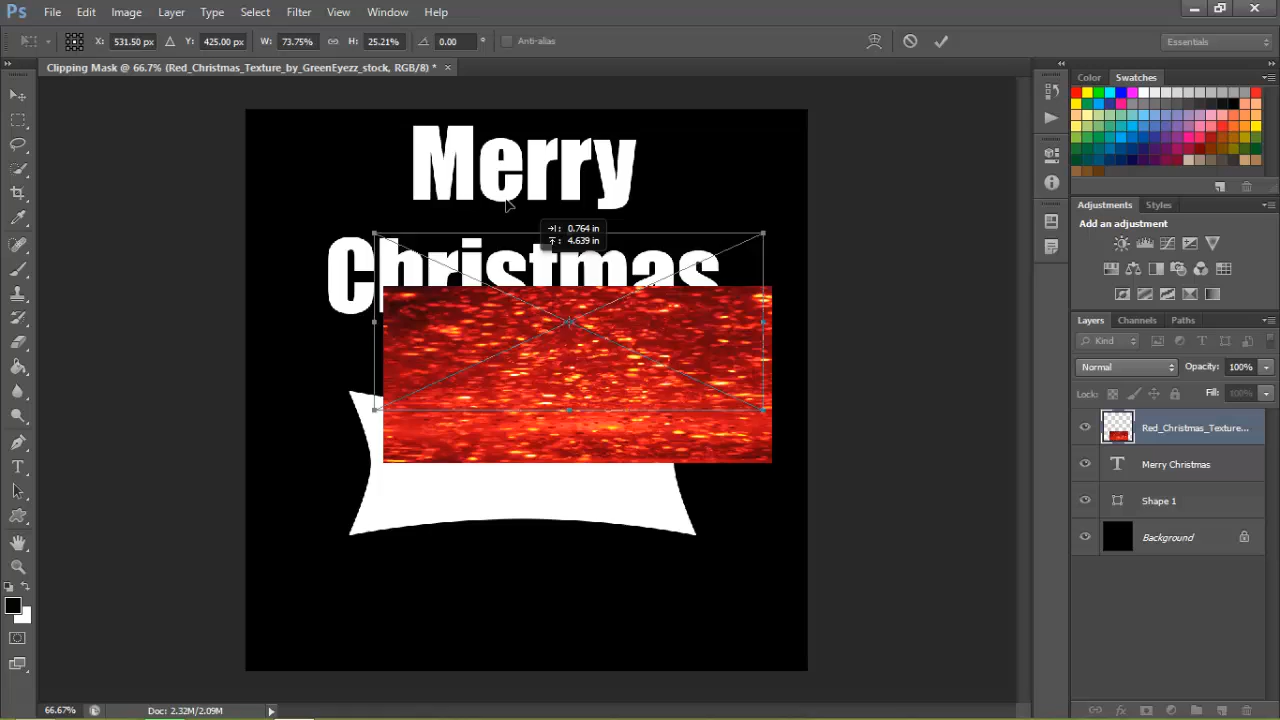 Ps File Edit Image Layer Type Select Filter View Window Help
X: 531.50 px Y: 425.00 px W: 73.75% H: 25.21% 0.00 ° Anti-alias Essentials
Clipping Mask @ 66.7% (Red_Christmas_Texture_by_GreenEyezz_stock, RGB/8) * ×
Color Swatches
Merry
Christmas
0.764 in
4.639 in
Adjustments Styles
Add an adjustment
Layers Channels Paths
Kind
Normal Opacity: 100%
Lock: Fill: 100%
Red_Christmas_Texture...
T Merry Christmas
Shape 1
Background
66.67% Doc: 2.32M/2.09M